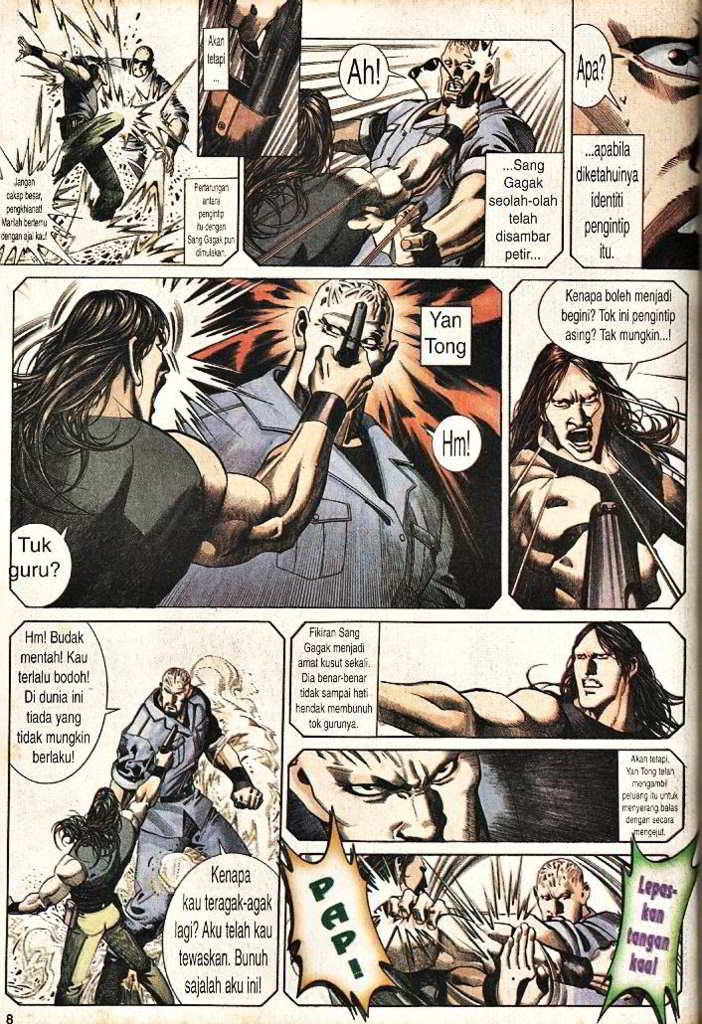 Jangan
cakap besar,
pengkhianat!
Marilah bertemu
dengan ajal kau!
Pertarungan
antara
pengintip
itu dengan
Sang Gagak pun
dimulakan.
Akan
tetapi
...
Ah!
...Sang
Gagak
seolah-olah
telah
disambar
petir...
Apa?
...apabila
diketahuinya
identiti
pengintip
itu.
Tuk
guru?
Yan
Tong
Hm!
Kenapa boleh menjadi
begini? Tok ini pengintip
asing? Tak mungkin...!
Hm! Budak
mentah! Kau
terlalu bodoh!
Di dunia ini
tiada yang
tidak mungkin
berlaku!
Kenapa
kau teragak-agak
lagi? Aku telah kau
tewaskan. Bunuh
sajalah aku ini!
Fikiran Sang
Gagak menjadi
amat kusut sekali.
Dia benar-benar
tidak sampai hati
hendak membunuh
tok gurunya.
Akan tetapi,
Yan Tong telah
mengambil
peluang itu untuk
menyerang balas
dengan secara
mengejut.
PAP!
Lepas-
kan
tangan
kau!
8